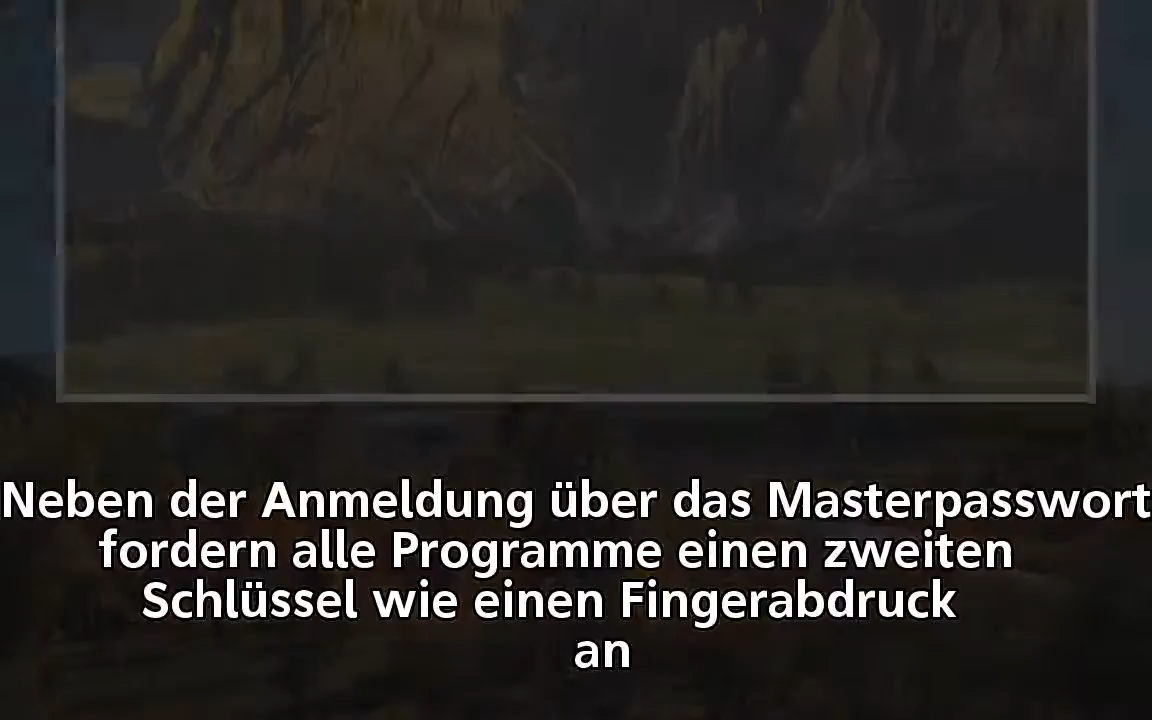 Neben der Anmeldung über das Masterpasswort
fordern alle Programme einen zweiten
Schlüssel wie einen Fingerabdruck
an